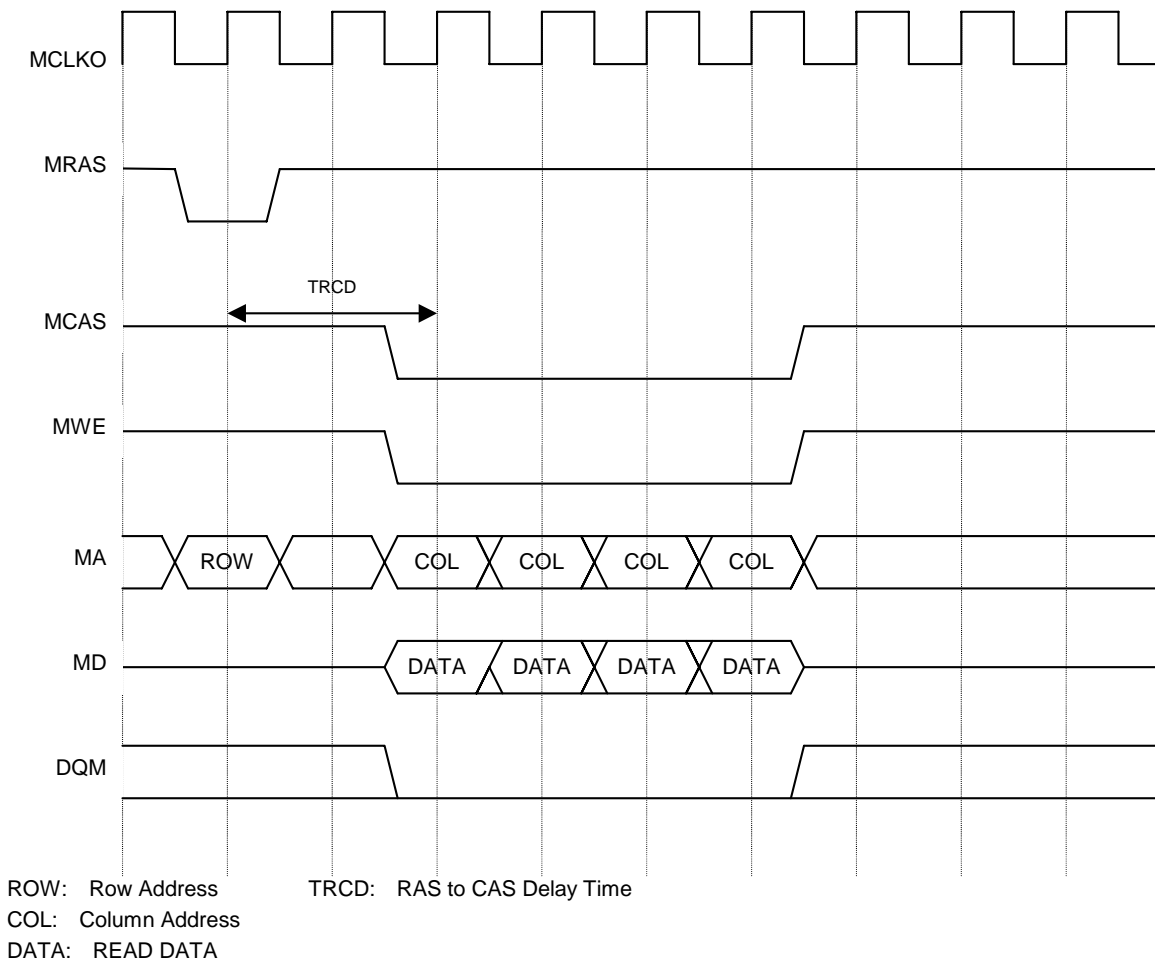 MCLKO
MRAS
TRCD
MCAS
MWE
MA ROW COL COL COL COL
MD DATA DATA DATA DATA
DQM
ROW: Row Address TRCD: RAS to CAS Delay Time
COL: Column Address
DATA: READ DATA